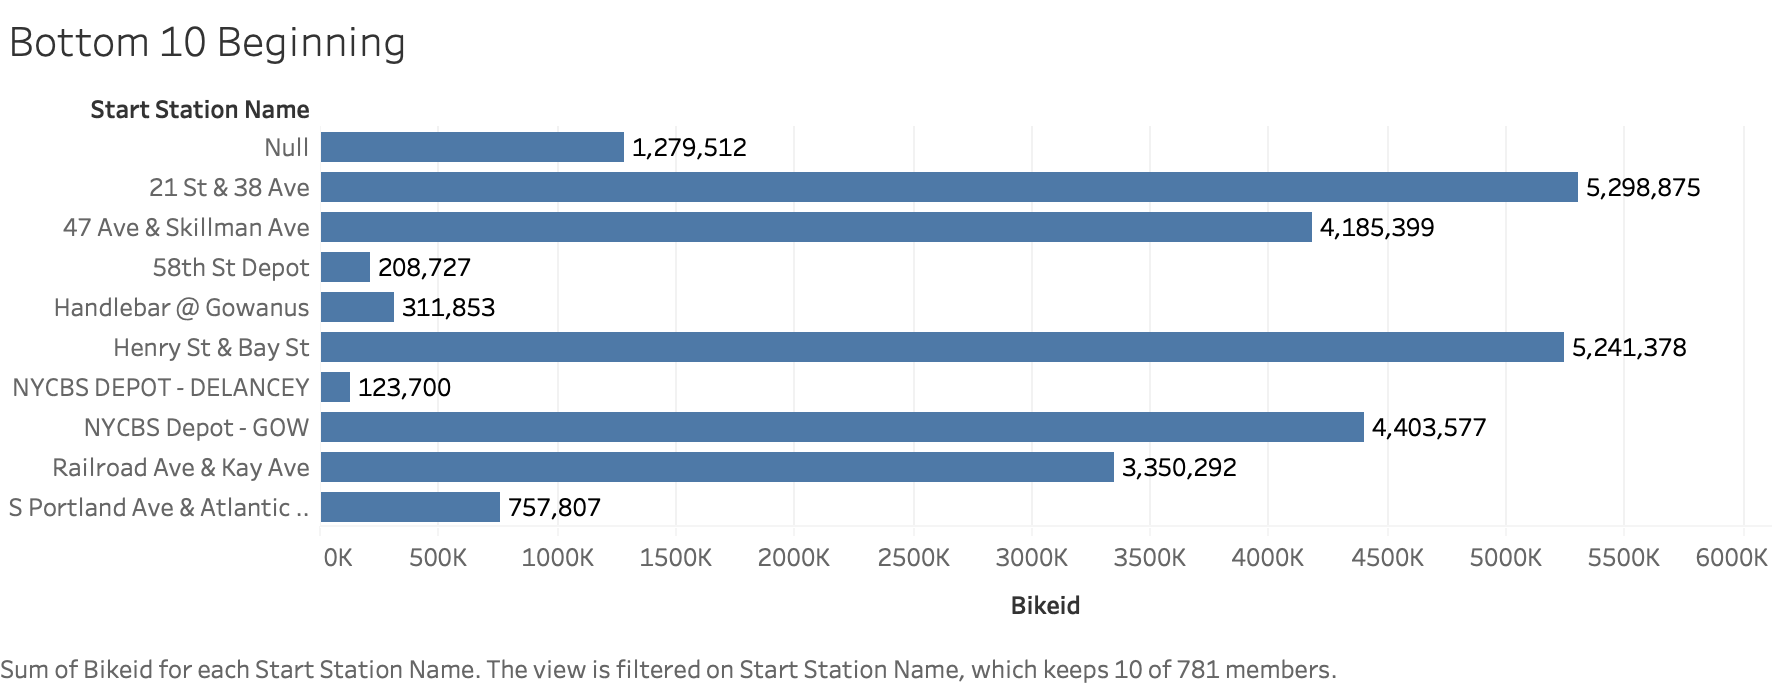 Bottom 10 Beginning
Start Station Name
Null 1,279,512
21 St & 38 Ave 5,298,875
47 Ave & Skillman Ave 4,185,399
58th St Depot 208,727
Handlebar @ Gowanus 311,853
Henry St & Bay St 5,241,378
NYCBS DEPOT - DELANCEY 123,700
NYCBS Depot - GOW 4,403,577
Railroad Ave & Kay Ave 3,350,292
S Portland Ave & Atlantic .. 757,807
0K 500K 1000K 1500K 2000K 2500K 3000K 3500K 4000K 4500K 5000K 5500K 6000K
Bikeid
Sum of Bikeid for each Start Station Name. The view is filtered on Start Station Name, which keeps 10 of 781 members.